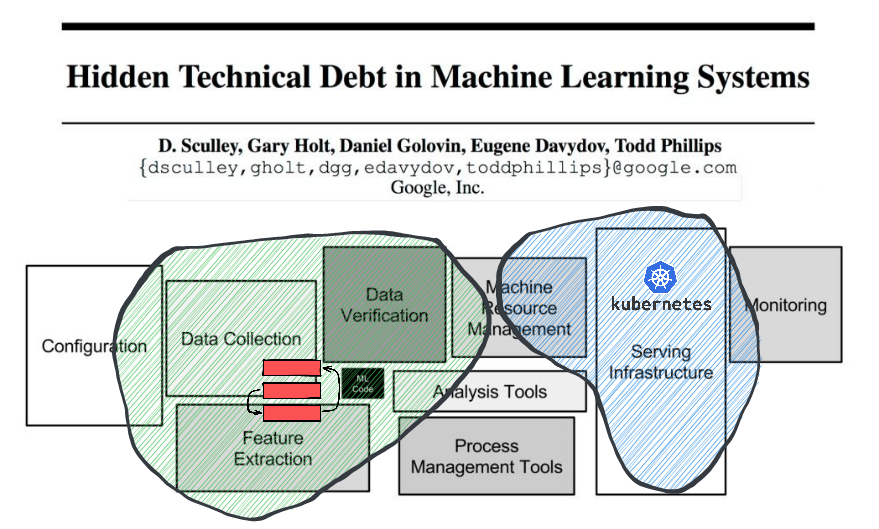 Hidden Technical Debt in Machine Learning Systems
D. Sculley, Gary Holt, Daniel Golovin, Eugene Davydov, Todd Phillips
{dsculley,gholt,dgg,edavydov,toddphillips}@google.com
Google, Inc.
Configuration
Data Collection
Data
Verification
Machine
Resource
Management
kubernetes
Serving
Infrastructure
Monitoring
ML
Code
Analysis Tools
Feature
Extraction
Process
Management Tools